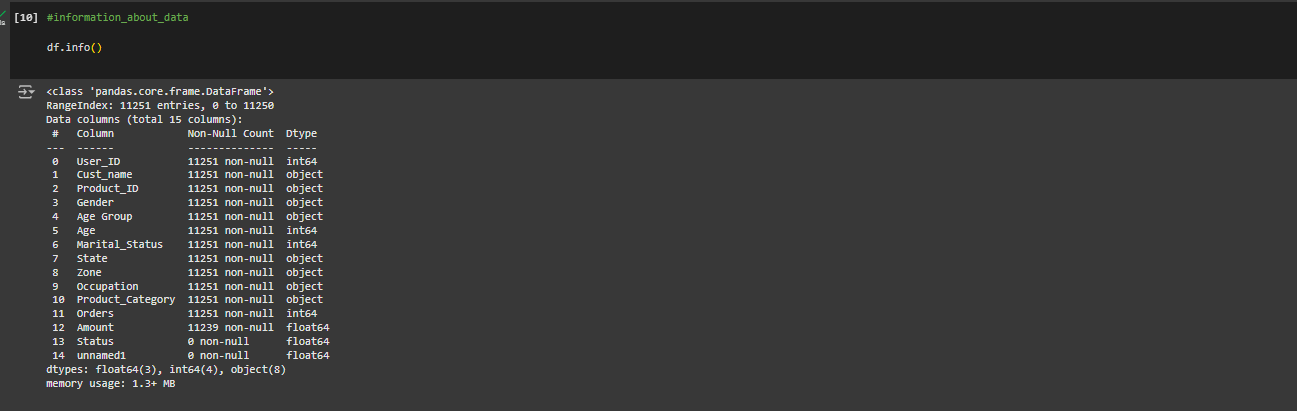 [10] #information_about_data
df.info()
<class 'pandas.core.frame.DataFrame'>
RangeIndex: 11251 entries, 0 to 11250
Data columns (total 15 columns):
 #   Column            Non-Null Count  Dtype
---  ------            --------------  -----
 0   User_ID           11251 non-null  int64
 1   Cust_name         11251 non-null  object
 2   Product_ID        11251 non-null  object
 3   Gender            11251 non-null  object
 4   Age Group         11251 non-null  object
 5   Age               11251 non-null  int64
 6   Marital_Status    11251 non-null  int64
 7   State             11251 non-null  object
 8   Zone              11251 non-null  object
 9   Occupation        11251 non-null  object
 10  Product_Category  11251 non-null  object
 11  Orders            11251 non-null  int64
 12  Amount            11239 non-null  float64
 13  Status            0 non-null      float64
 14  unnamed1          0 non-null      float64
dtypes: float64(3), int64(4), object(8)
memory usage: 1.3+ MB